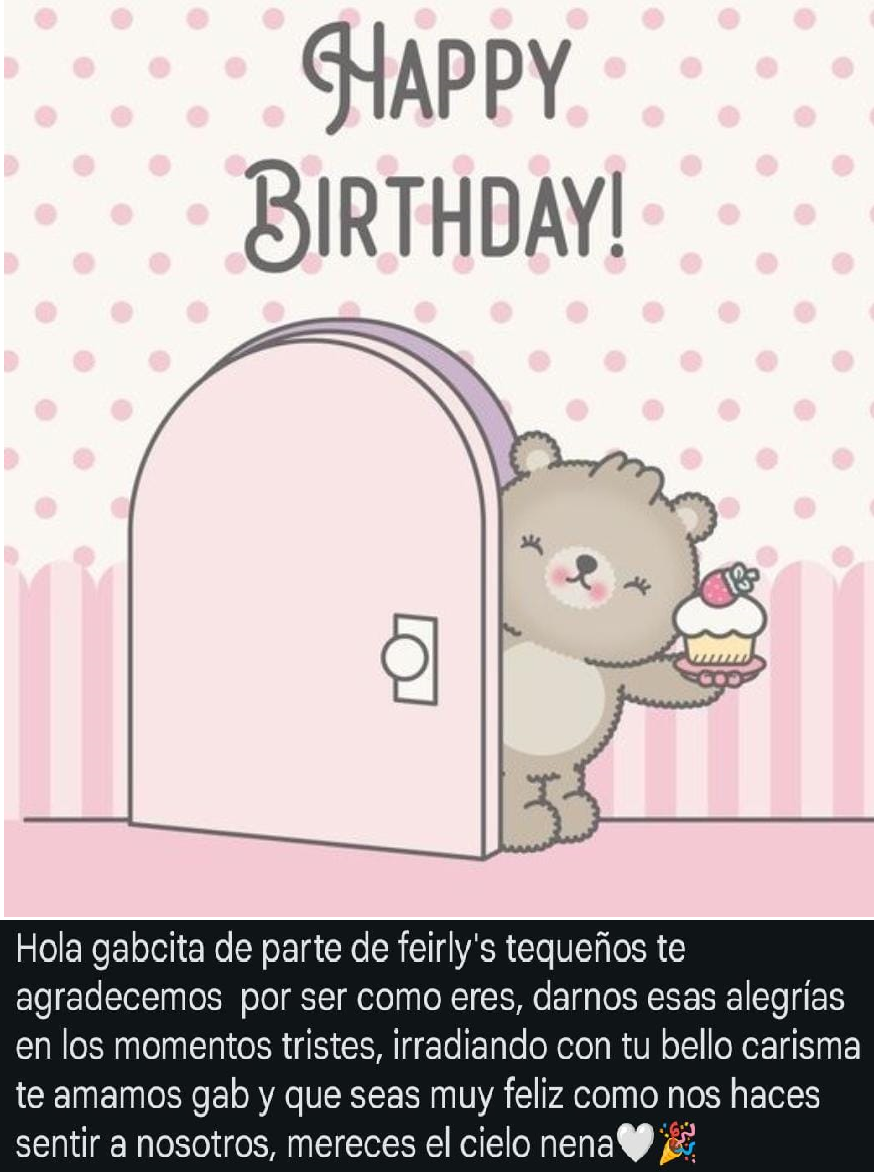 HAPPY
BIRTHDAY!
Hola gabcita de parte de feirly's tequeños te
agradecemos  por ser como eres, darnos esas alegrías
en los momentos tristes, irradiando con tu bello carisma
te amamos gab y que seas muy feliz como nos haces
sentir a nosotros, mereces el cielo nena🤍🎉